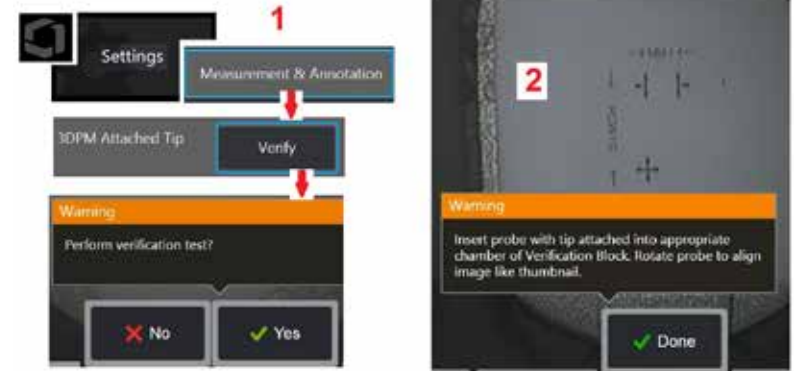 1
Settings
Measurement & Annotation
3DPM Attached Tip
Verify
Warning
Perform verification test?
No
Yes
2
Warning
Insert probe with tip attached into appropriate
chamber of Verification Block. Rotate probe to align
image like thumbnail.
Done